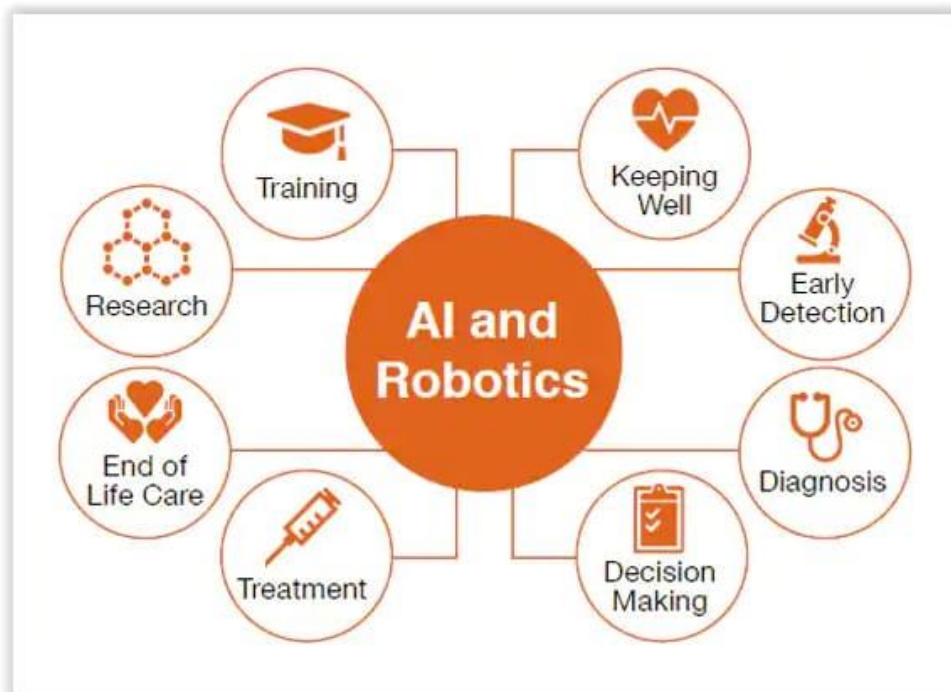 Training
Keeping
Well
Research
Early
Detection
AI and
Robotics
End of
Life Care
Diagnosis
Treatment
Decision
Making